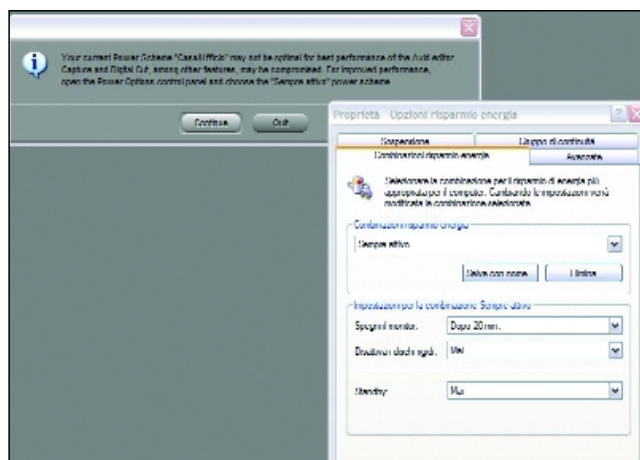 Your current Power Scheme "Casa/Ufficio" may not be optimal for best performance of the Avid editor
Capture and Digital Cut, among other features, may be compromised. For improved performance,
open the Power Options control panel and choose the "Sempre attivo" power scheme
Continue
Quit
Proprietà - Opzioni risparmio energia
Sospensione
Gruppo di continuità
Combinazioni risparmio energia
Avanzate
Selezionare la combinazione per il risparmio di energia più
appropriata per il computer. Cambiando le impostazioni verrà
modificata la combinazione selezionata.
Combinazioni risparmio energia
Sempre attivo
Salva con nome
Elimina
Impostazioni per la combinazione Sempre attivo
Spegni il monitor:
Dopo 20 min.
Disattiva i dischi rigidi:
Mai
Standby:
Mai